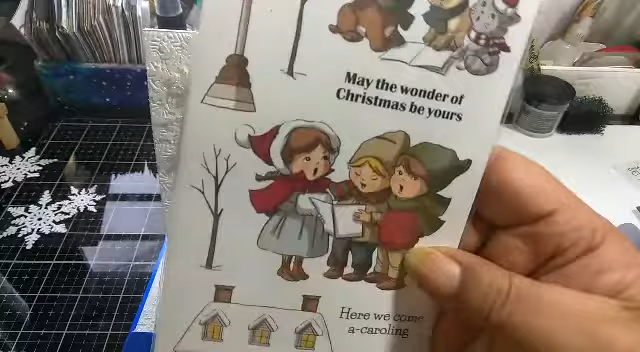 May the wonder of
Christmas be yours
Here we come
a-caroling